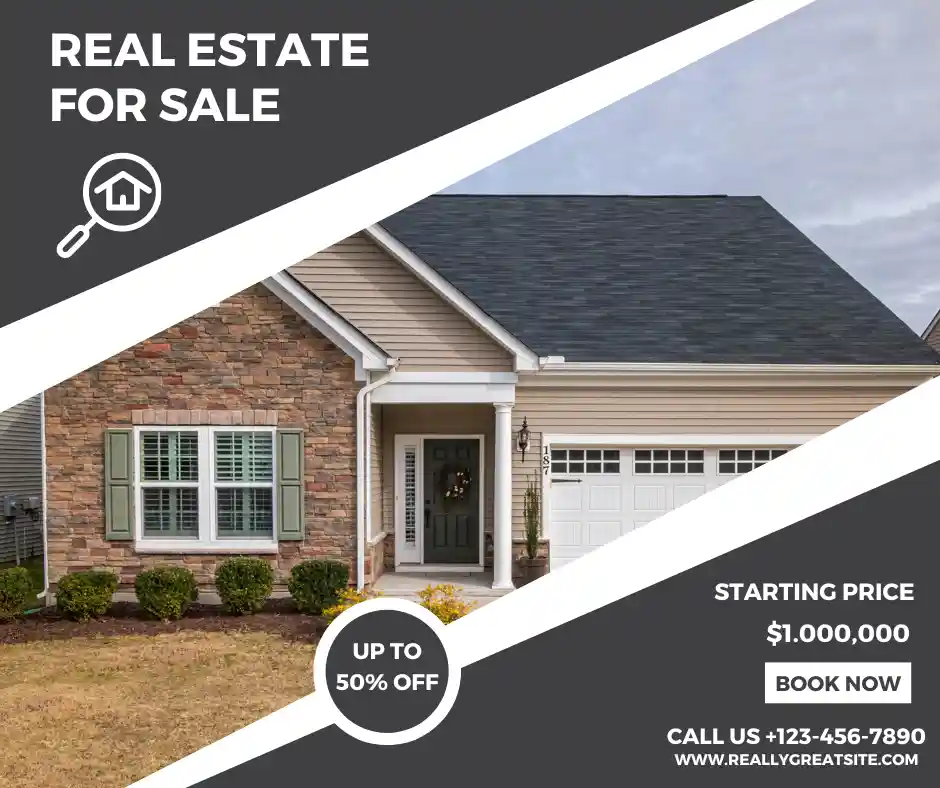 REAL ESTATE
FOR SALE
187
UP TO
50% OFF
STARTING PRICE
$1.000,000
BOOK NOW
CALL US +123-456-7890
WWW.REALLYGREATSITE.COM